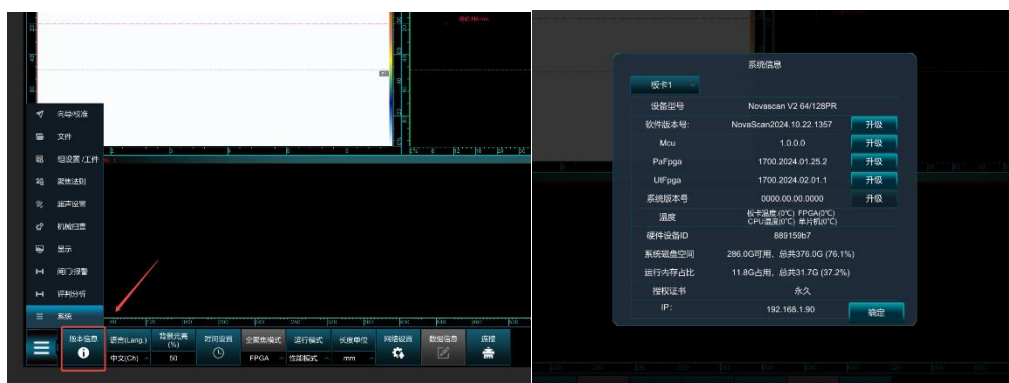 向导/校准
文件
组设置/工件
聚焦法则
超声设置
机械扫查
显示
闸门/报警
评判分析
系统
版本信息
语言(Lang.)
中文(Ch)
背景光亮(%)
50
时间设置
全聚焦模式
FPGA
运行模式
性能模式
长度单位
mm
网络设置
数据信息
连接
系统信息
板卡1
设备型号 Novascan V2 64/128PR
软件版本号: NovaScan2024.10.22.1357 升级
Mcu 1.0.0.0 升级
PaFpga 1700.2024.01.25.2 升级
UtFpga 1700.2024.02.01.1 升级
系统版本号 0000.00.00.0000 升级
温度 板卡温度(0℃) FPGA(0℃)
CPU温度(0℃) 单片机(0℃)
硬件设备ID 889159b7
系统磁盘空间 286.0G可用, 总共376.0G (76.1%)
运行内存占比 11.8G占用, 总共31.7G (37.2%)
授权证书 永久
IP: 192.168.1.90
确定